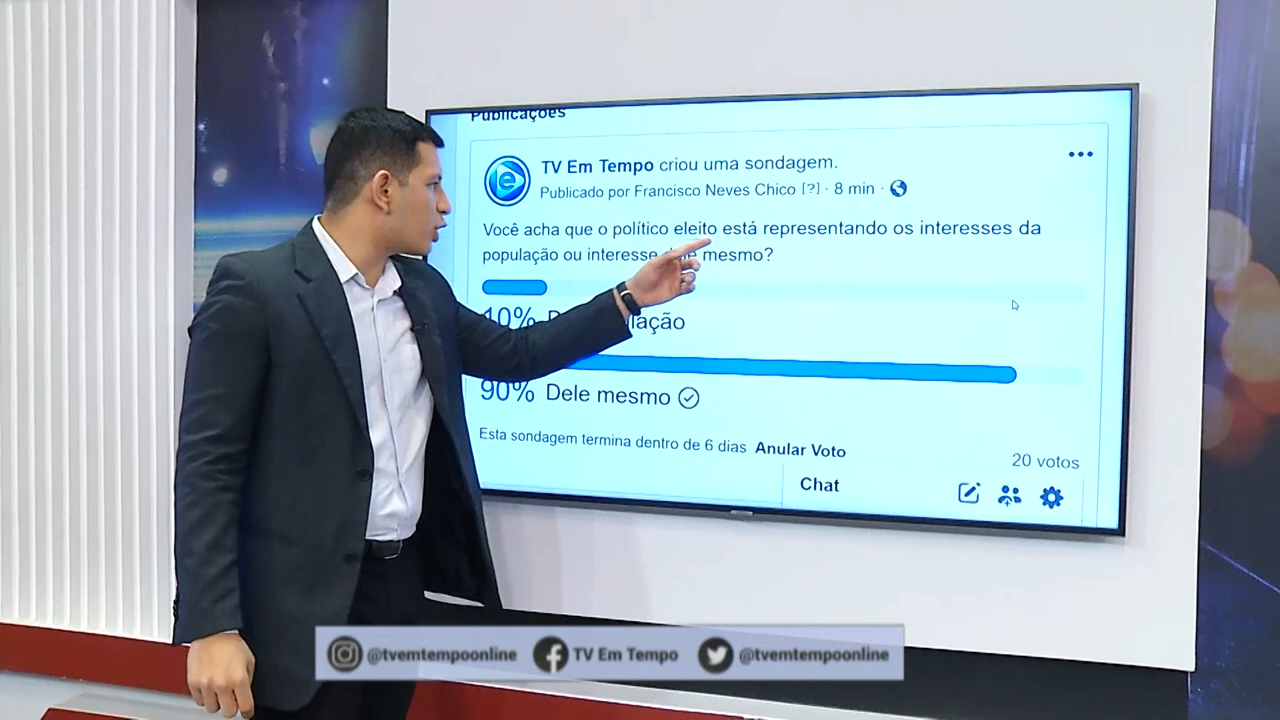 Publicações
TV Em Tempo criou uma sondagem.
Publicado por Francisco Neves Chico [?] · 8 min ·
Você acha que o político eleito está representando os interesses da
população ou interesse mesmo?
10%
90% Dele mesmo
Esta sondagem termina dentro de 6 dias Anular Voto
20 votos
Chat
@tvemtempoonline TV Em Tempo @tvemtempoonline